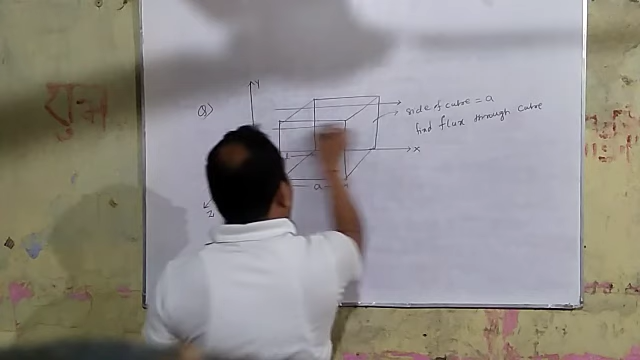 Q)
Y
side of cube = a
find flux through cube
X
a
Z